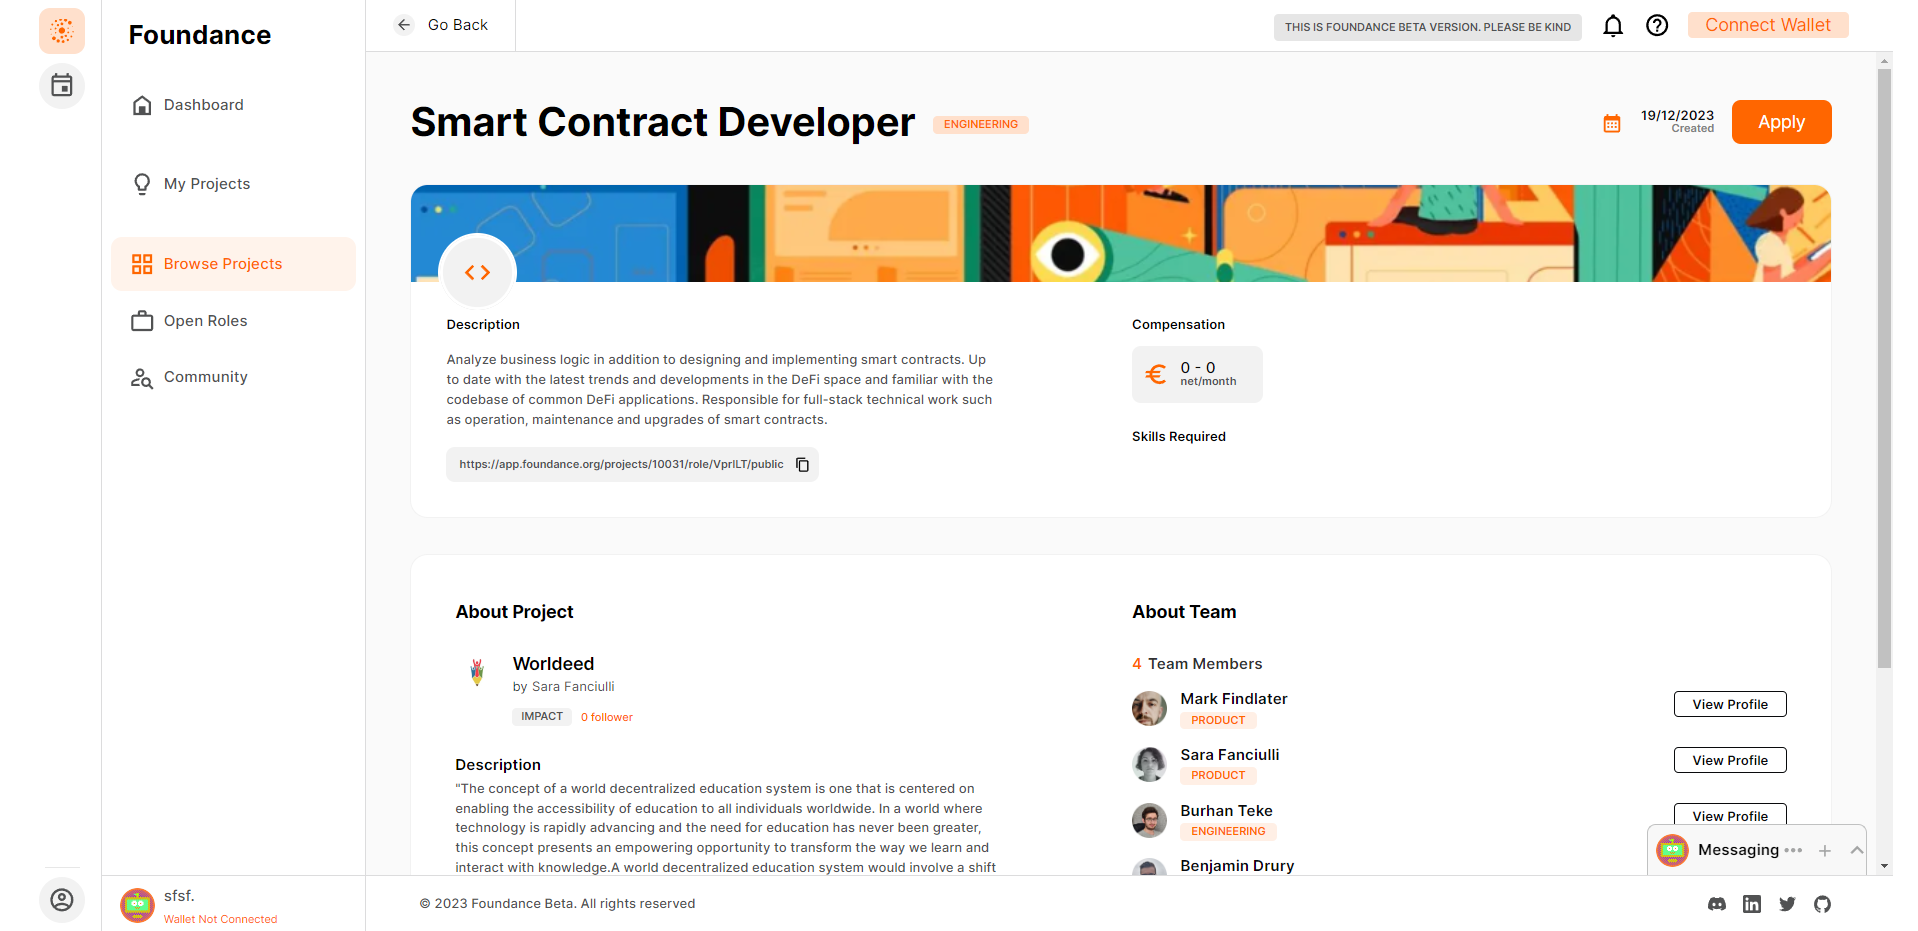 Foundance
Dashboard
My Projects
Browse Projects
Open Roles
Community
sfsf.
Wallet Not Connected
Go Back
THIS IS FOUNDANCE BETA VERSION. PLEASE BE KIND
Connect Wallet
Smart Contract Developer
ENGINEERING
19/12/2023
Created
Apply
Description
Analyze business logic in addition to designing and implementing smart contracts. Up
to date with the latest trends and developments in the DeFi space and familiar with the
codebase of common DeFi applications. Responsible for full-stack technical work such
as operation, maintenance and upgrades of smart contracts.
https://app.foundance.org/projects/10031/role/VprILT/public
Compensation
0 - 0
net/month
Skills Required
About Project
Worldeed
by Sara Fanciulli
IMPACT
0 follower
Description
"The concept of a world decentralized education system is one that is centered on
enabling the accessibility of education to all individuals worldwide. In a world where
technology is rapidly advancing and the need for education has never been greater,
this concept presents an empowering opportunity to transform the way we learn and
interact with knowledge.A world decentralized education system would involve a shift
About Team
4 Team Members
Mark Findlater
PRODUCT
View Profile
Sara Fanciulli
PRODUCT
View Profile
Burhan Teke
ENGINEERING
View Profile
Benjamin Drury
Messaging
© 2023 Foundance Beta. All rights reserved